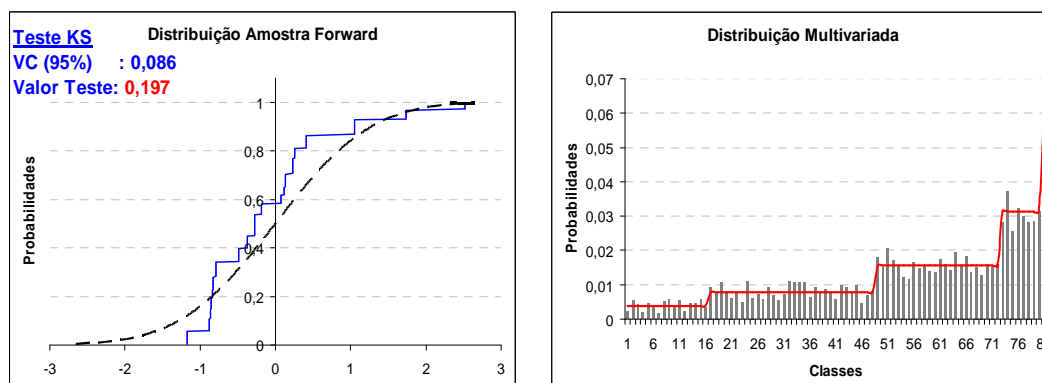 Teste KS
VC (95%) : 0,086
Valor Teste: 0,197
Distribuição Amostra Forward
Probabilidades
1
0,8
0,6
0,4
0,2
0
-3 -2 -1 0 1 2 3
Distribuição Multivariada
Probabilidades
0,07
0,06
0,05
0,04
0,03
0,02
0,01
0
1 6 11 16 21 26 31 36 41 46 51 56 61 66 71 76 8
Classes